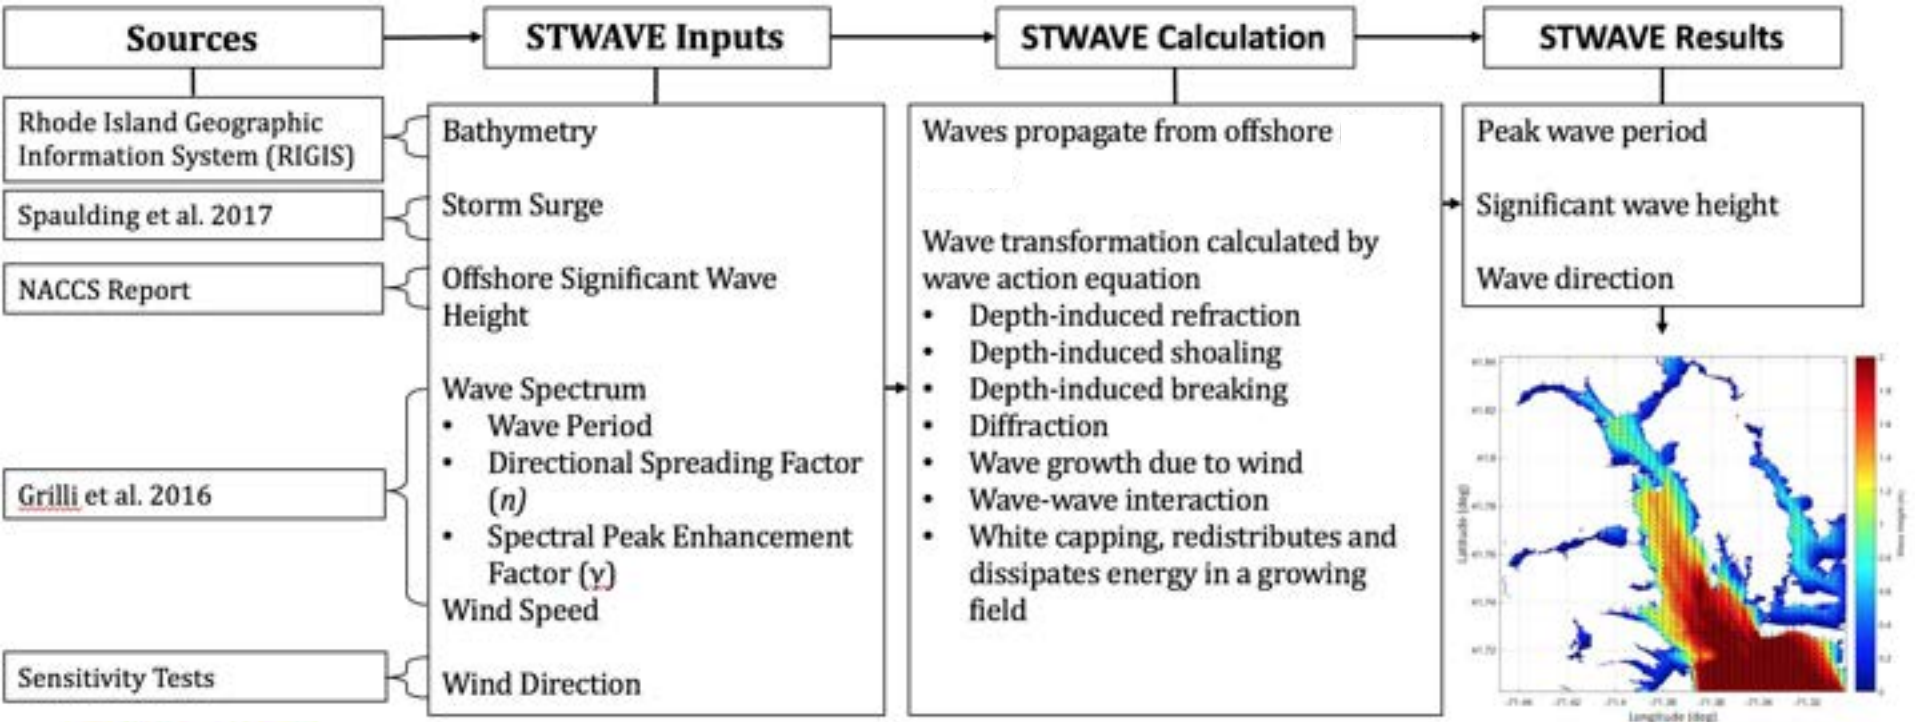 Sources
STWAVE Inputs
STWAVE Calculation
STWAVE Results
Rhode Island Geographic
Information System (RIGIS)
Spaulding et al. 2017
NACCS Report
Grilli et al. 2016
Sensitivity Tests
Bathymetry
Storm Surge
Offshore Significant Wave
Height
Wave Spectrum
• Wave Period
• Directional Spreading Factor
(n)
• Spectral Peak Enhancement
Factor (γ)
Wind Speed
Wind Direction
Waves propagate from offshore
Wave transformation calculated by
wave action equation
• Depth-induced refraction
• Depth-induced shoaling
• Depth-induced breaking
• Diffraction
• Wave growth due to wind
• Wave-wave interaction
• White capping, redistributes and
dissipates energy in a growing
field
Peak wave period
Significant wave height
Wave direction
Latitude (deg)
Longitude (deg)